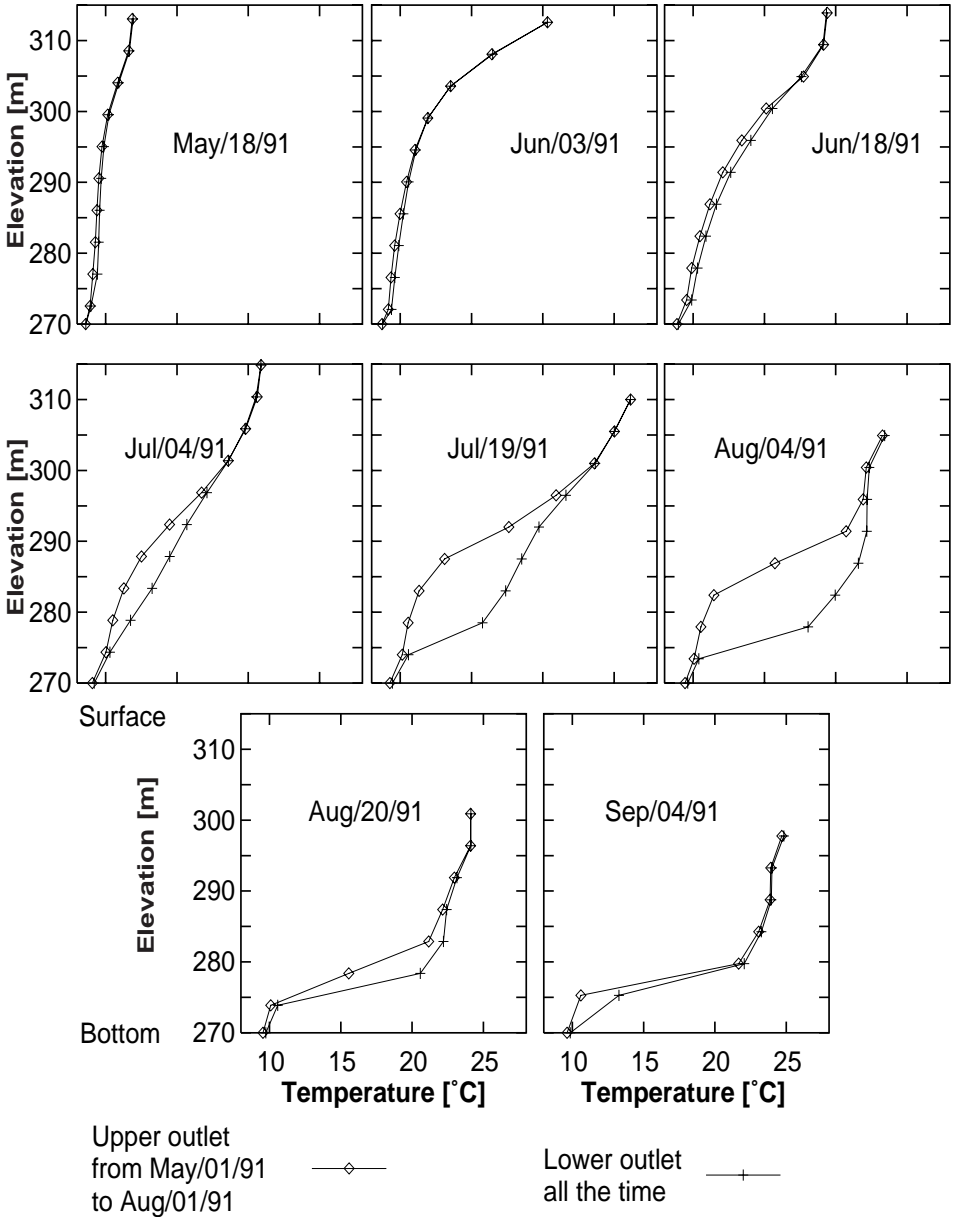 310
300
290
280
270
Elevation [m]
May/18/91
Jun/03/91
Jun/18/91
310
300
290
280
270
Elevation [m]
Jul/04/91
Jul/19/91
Aug/04/91
Surface
310
300
290
280
270
Elevation [m]
Aug/20/91
Sep/04/91
Bottom
10 15 20 25
10 15 20 25
Temperature [˚C]
Temperature [˚C]
Upper outlet
from May/01/91
to Aug/01/91
Lower outlet
all the time